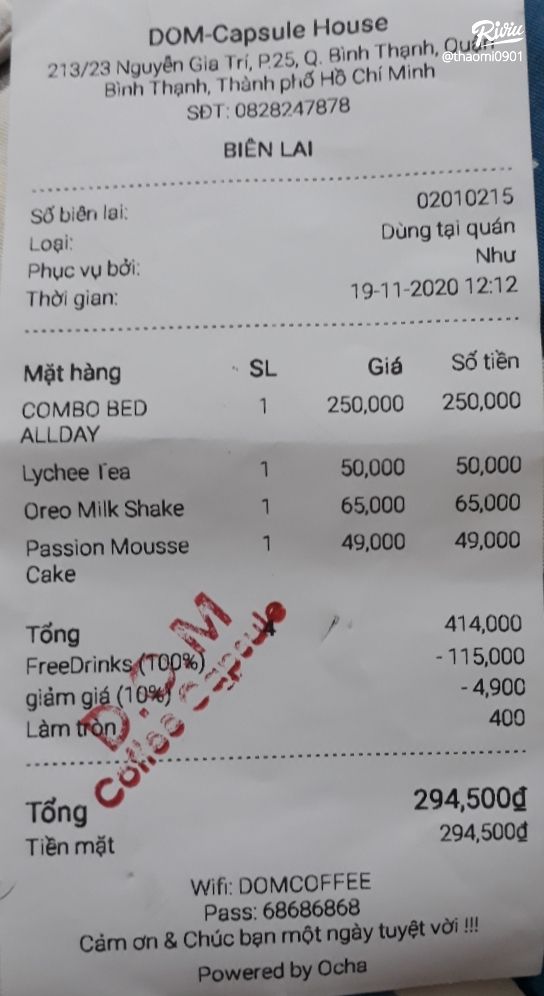 Riviu
@thaomi0901
DOM-Capsule House
213/23 Nguyễn Gia Trí, P.25, Q. Bình Thạnh, Quận
Bình Thạnh, Thành phố Hồ Chí Minh
SĐT: 0828247878
BIÊN LAI
Số biên lai: 02010215
Loại: Dùng tại quán
Phục vụ bởi: Như
Thời gian: 19-11-2020 12:12
Mặt hàng SL Giá Số tiền
COMBO BED 1 250,000 250,000
ALLDAY
Lychee Tea 1 50,000 50,000
Oreo Milk Shake 1 65,000 65,000
Passion Mousse 1 49,000 49,000
Cake
Tổng 4 414,000
FreeDrinks (100%) - 115,000
giảm giá (10%) - 4,900
Làm tròn 400
D.O.M
Coffee Capsule
Tổng 294,500đ
Tiền mặt 294,500đ
Wifi: DOMCOFFEE
Pass: 68686868
Cảm ơn & Chúc bạn một ngày tuyệt vời !!!
Powered by Ocha